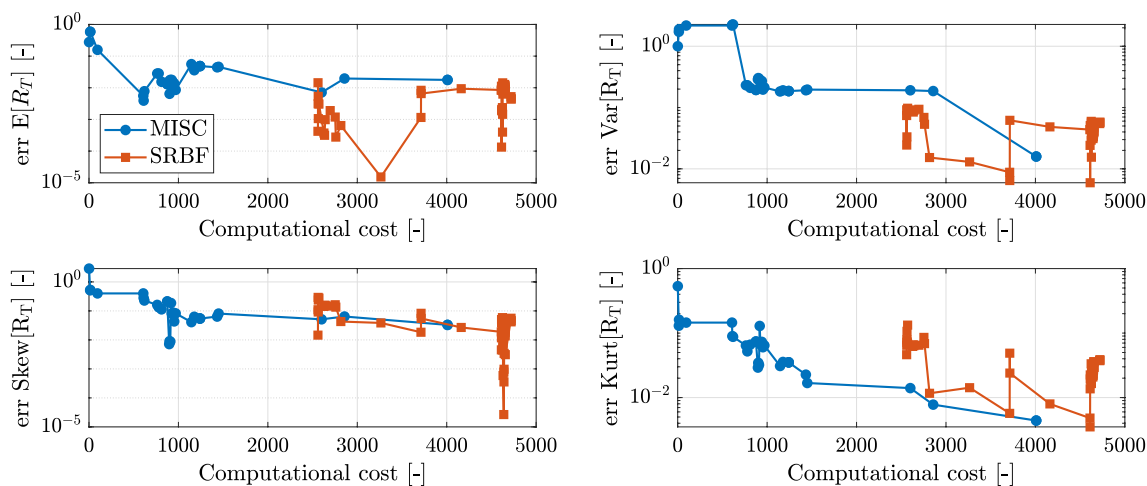 err E[R_T] [-]
10^0
10^-5
MISC
SRBF
0 1000 2000 3000 4000 5000
Computational cost [-]
err Var[R_T] [-]
10^0
10^-2
0 1000 2000 3000 4000 5000
Computational cost [-]
err Skew[R_T] [-]
10^0
10^-5
0 1000 2000 3000 4000 5000
Computational cost [-]
err Kurt[R_T] [-]
10^0
10^-2
0 1000 2000 3000 4000 5000
Computational cost [-]